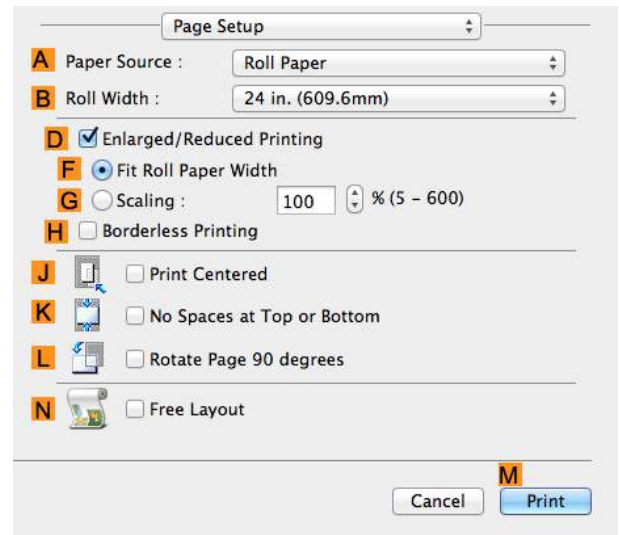 Page Setup
A Paper Source : Roll Paper
B Roll Width : 24 in. (609.6mm)
D Enlarged/Reduced Printing
F Fit Roll Paper Width
G Scaling : 100 % (5 – 600)
H Borderless Printing
J Print Centered
K No Spaces at Top or Bottom
L Rotate Page 90 degrees
N Free Layout
M
Cancel Print